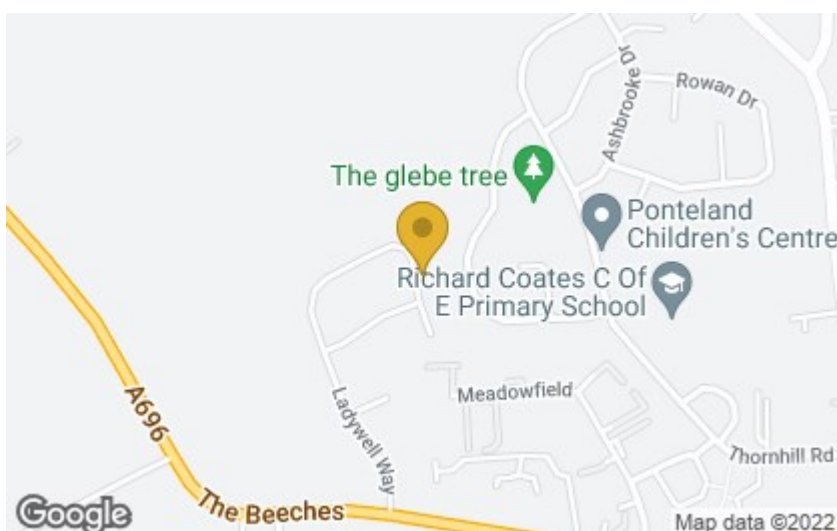 Ashbrooke Dr
Rowan Dr
The glebe tree
Ponteland
Children's Centre
Richard Coates C Of
E Primary School
Meadowfield
Ladywell Way
A696
Thornhill Rd
The Beeches
Google
Map data ©2022